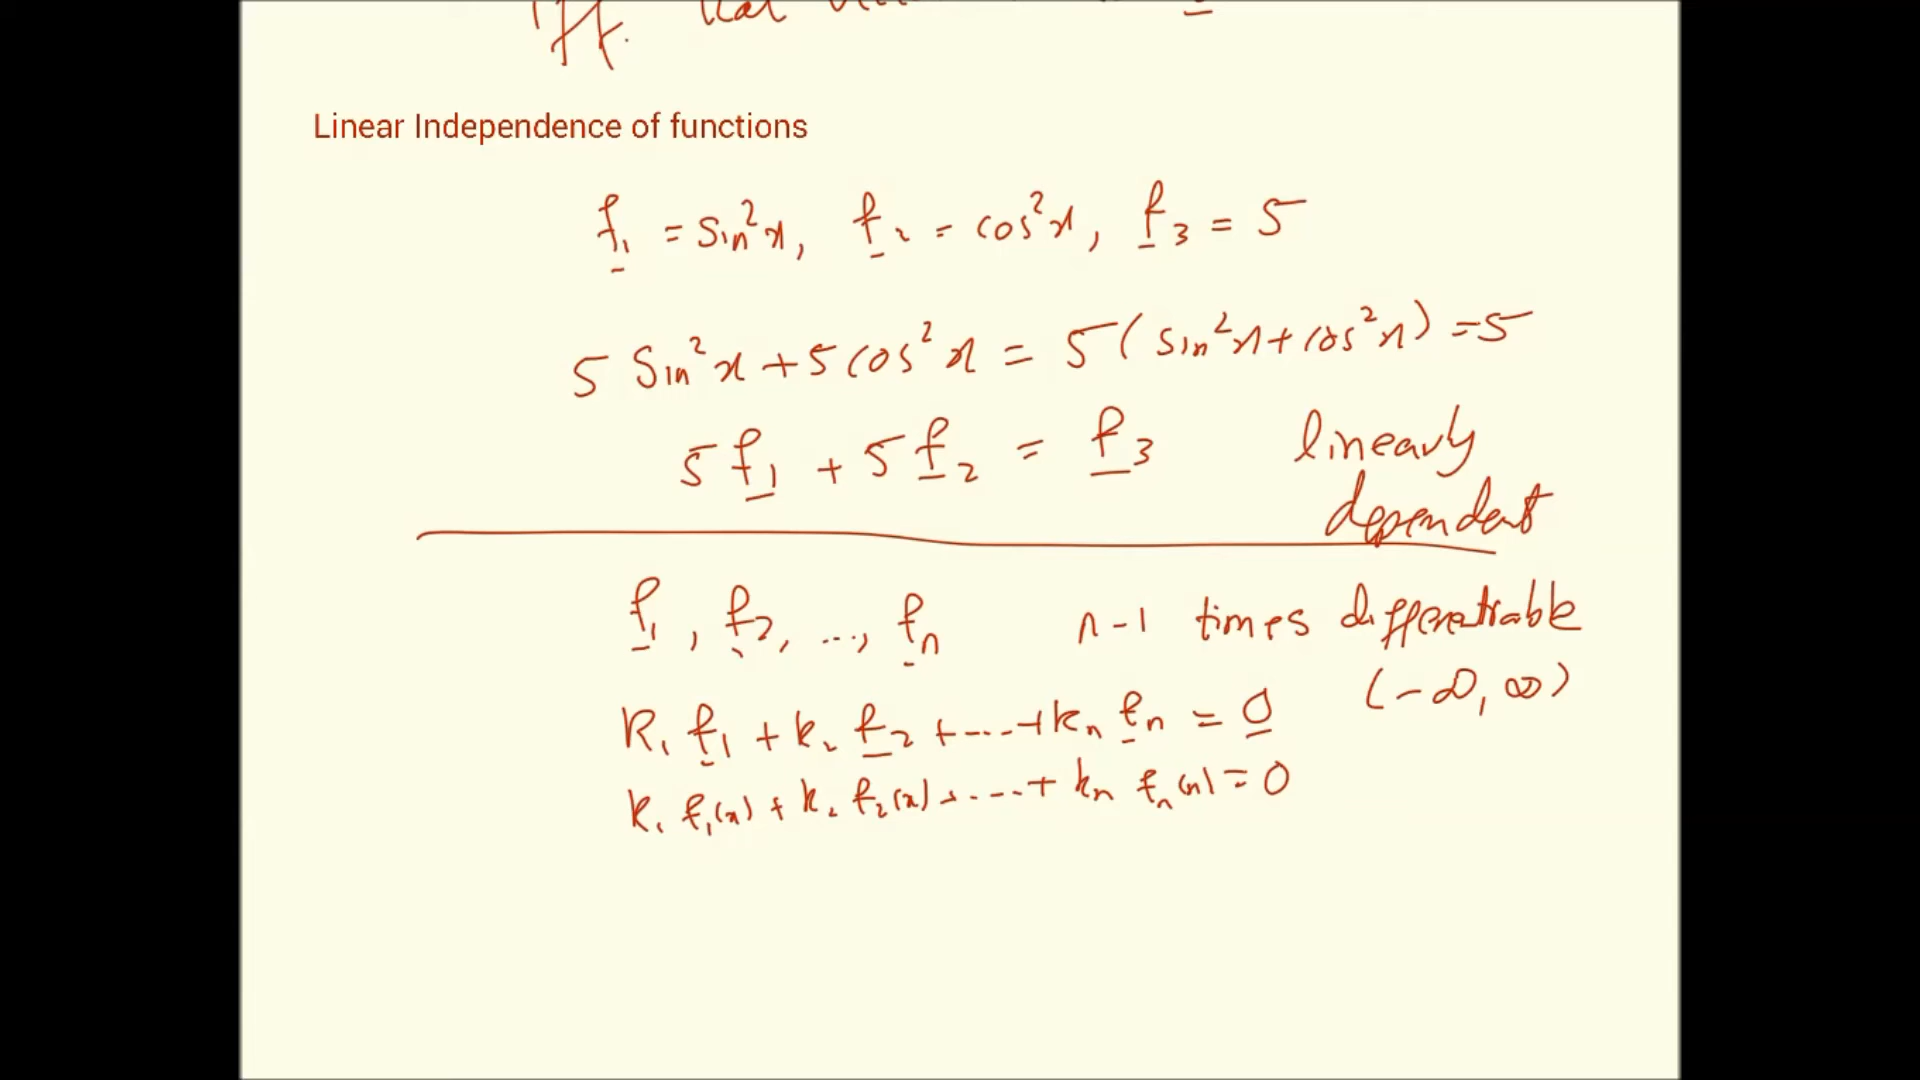 Iff.
Linear Independence of functions
f₁ = sin²x, f₂ = cos²x, f₃ = 5
5 sin²x + 5 cos²x = 5(sin²x + cos²x) = 5
5f₁ + 5f₂ = f₃ linearly
dependent
f₁, f₂, ..., fₙ n-1 times differentiable
(-∞, ∞)
k₁ f₁ + k₂ f₂ + .... + kₙ fₙ = 0
k₁ f₁(x) + k₂ f₂(x) + .... + kₙ fₙ(x) = 0